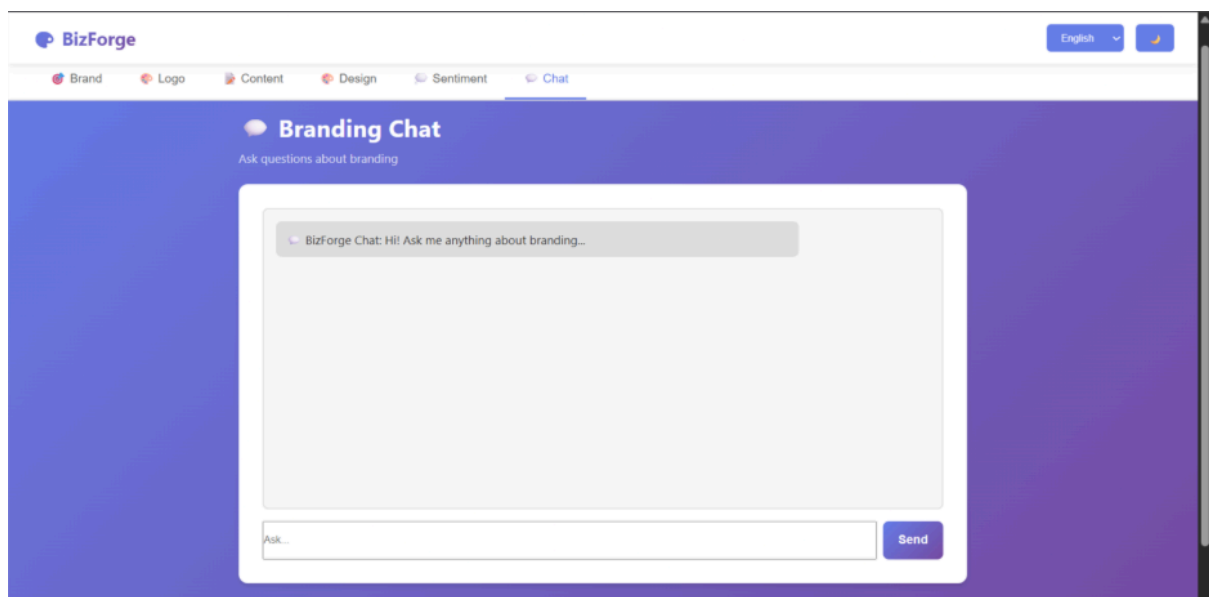 BizForge
English
Brand Logo Content Design Sentiment Chat
Branding Chat
Ask questions about branding
BizForge Chat: Hi! Ask me anything about branding...
Ask...
Send